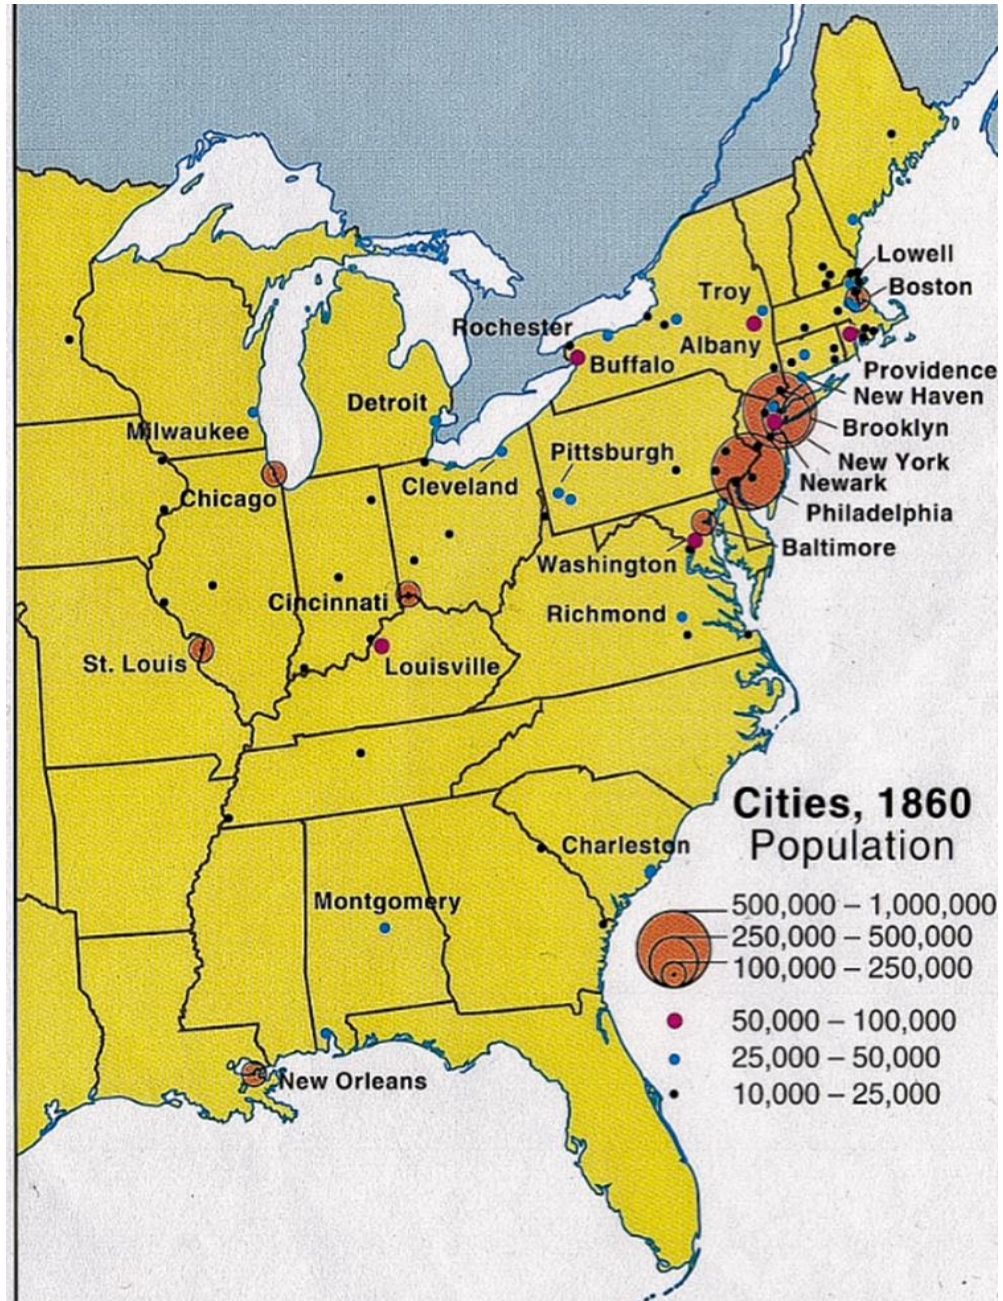 Lowell
Boston
Troy
Rochester
Albany
Buffalo
Providence
New Haven
Detroit
Brooklyn
Milwaukee
Pittsburgh
New York
Cleveland
Newark
Chicago
Philadelphia
Baltimore
Washington
Cincinnati
Richmond
St. Louis
Louisville
Cities, 1860
Population
Charleston
Montgomery
500,000 – 1,000,000
250,000 – 500,000
100,000 – 250,000
50,000 – 100,000
25,000 – 50,000
New Orleans
10,000 – 25,000